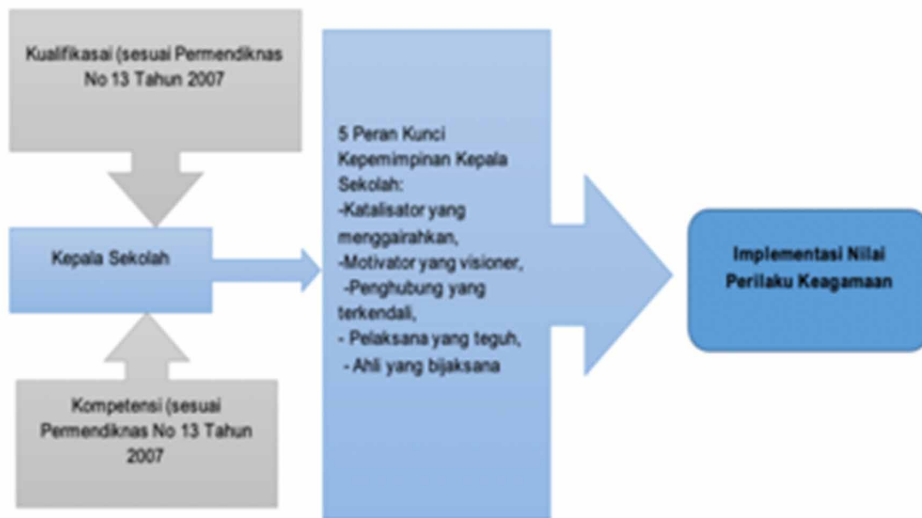 Kualifikasai (sesuai Permendiknas
No 13 Tahun 2007
Kepala Sekolah
Kompetensi (sesuai
Permendiknas No 13 Tahun
2007
5 Peran Kunci
Kepemimpinan Kepala
Sekolah:
-Katalisator yang
menggairahkan,
-Motivator yang visioner,
-Penghubung yang
terkendali,
- Pelaksana yang teguh,
- Ahli yang bijaksana
Implementasi Nilai
Perilaku Keagamaan